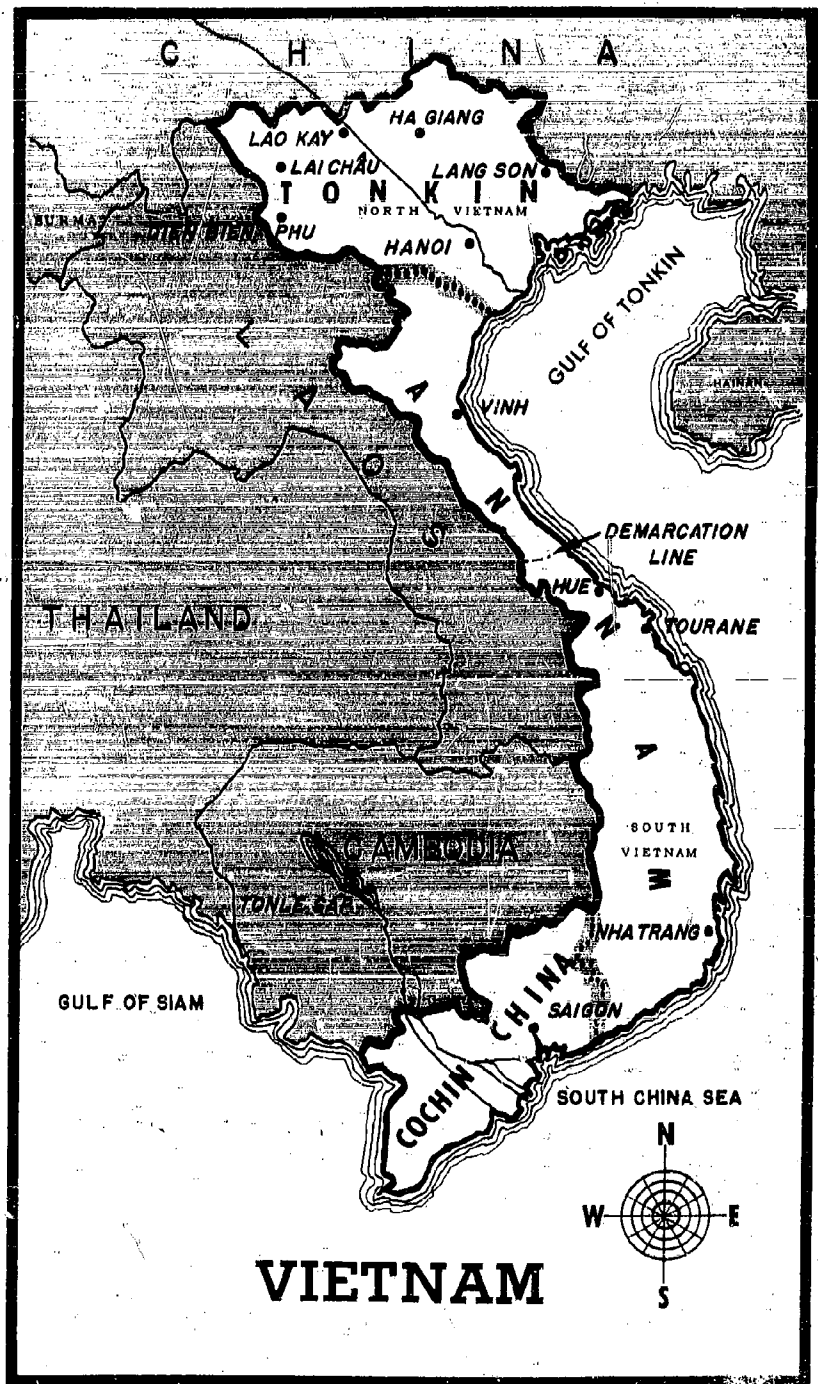 CHINA
HA GIANG
LAO KAY
LAI CHÂU
LANG SON
TONKIN
NORTH VIETNAM
BURMA
DIEN BIEN PHU
HANOI
GULF OF TONKIN
LAOS
HAINAN
VINH
ANNAM
DEMARCATION
LINE
HUE
THAILAND
TOURANE
SOUTH
VIETNAM
CAMBODIA
TONLE SAP
NHA TRANG
GULF OF SIAM
COCHIN CHINA
SAIGON
SOUTH CHINA SEA
N
W
E
S
VIETNAM